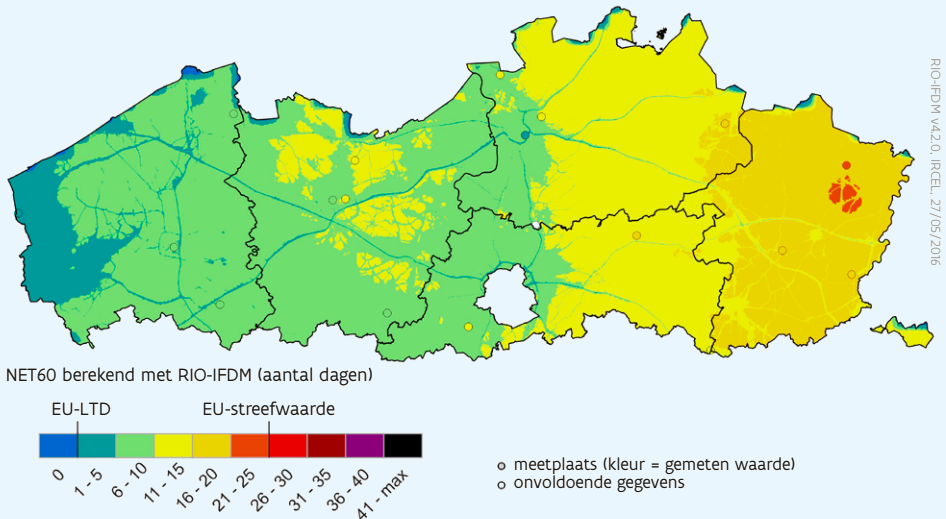 RIO-IFDM v4.2.0. IRCEL, 27/05/2016
NET60 berekend met RIO-IFDM (aantal dagen)
EU-LTD EU-streefwaarde
0 1 - 5 6 - 10 11 - 15 16 - 20 21 - 25 26 - 30 31 - 35 36 - 40 41 - max
meetplaats (kleur = gemeten waarde)
onvoldoende gegevens